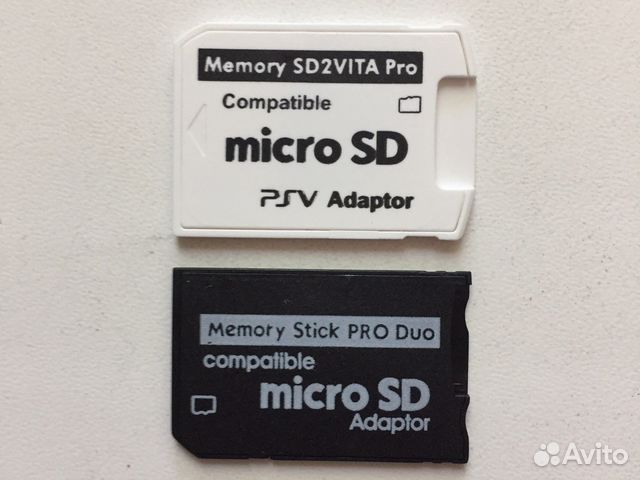 Memory SD2VITA Pro
Compatible
micro SD
PSV Adaptor
Memory Stick PRO Duo
compatible
micro SD
Adaptor
Avito